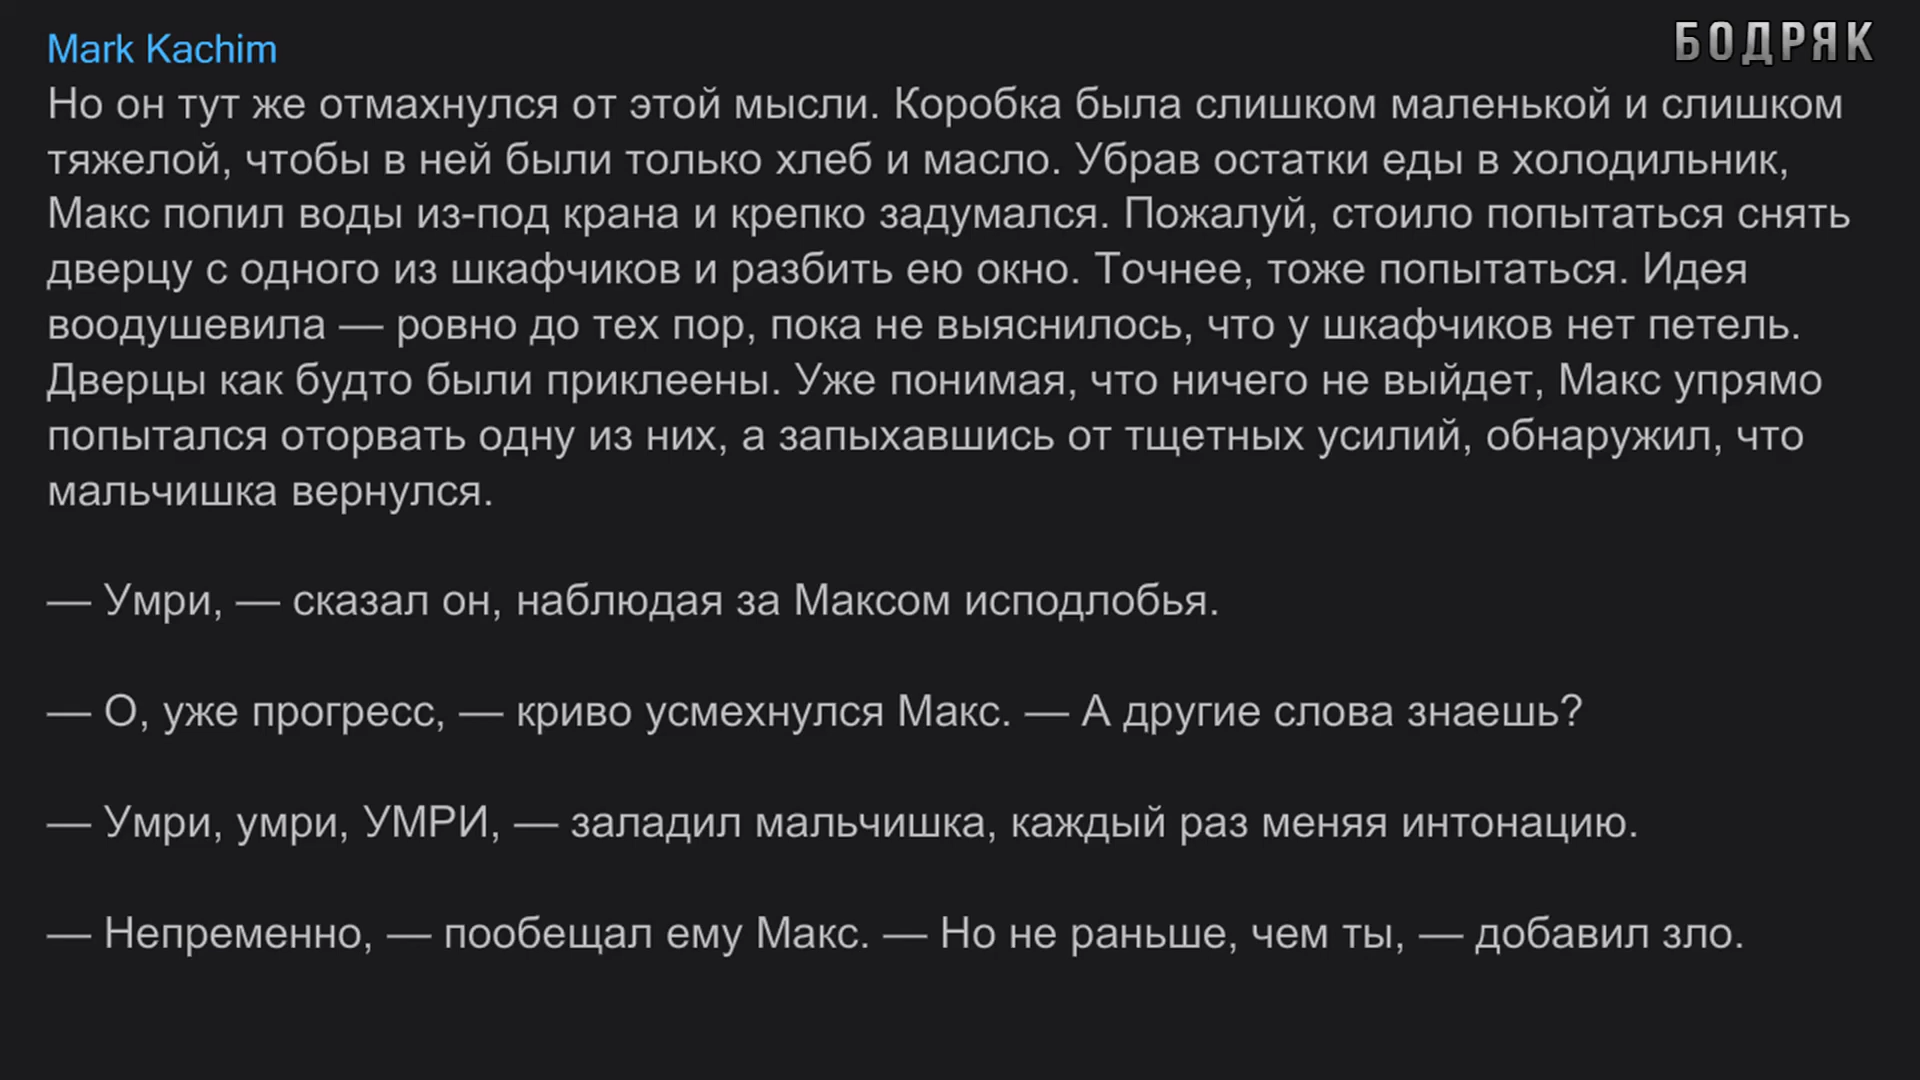 Mark Kachim
БОДРЯК
Но он тут же отмахнулся от этой мысли. Коробка была слишком маленькой и слишком
тяжелой, чтобы в ней были только хлеб и масло. Убрав остатки еды в холодильник,
Макс попил воды из-под крана и крепко задумался. Пожалуй, стоило попытаться снять
дверцу с одного из шкафчиков и разбить ею окно. Точнее, тоже попытаться. Идея
воодушевила — ровно до тех пор, пока не выяснилось, что у шкафчиков нет петель.
Дверцы как будто были приклеены. Уже понимая, что ничего не выйдет, Макс упрямо
попытался оторвать одну из них, а запыхавшись от тщетных усилий, обнаружил, что
мальчишка вернулся.
— Умри, — сказал он, наблюдая за Максом исподлобья.
— О, уже прогресс, — криво усмехнулся Макс. — А другие слова знаешь?
— Умри, умри, УМРИ, — заладил мальчишка, каждый раз меняя интонацию.
— Непременно, — пообещал ему Макс. — Но не раньше, чем ты, — добавил зло.